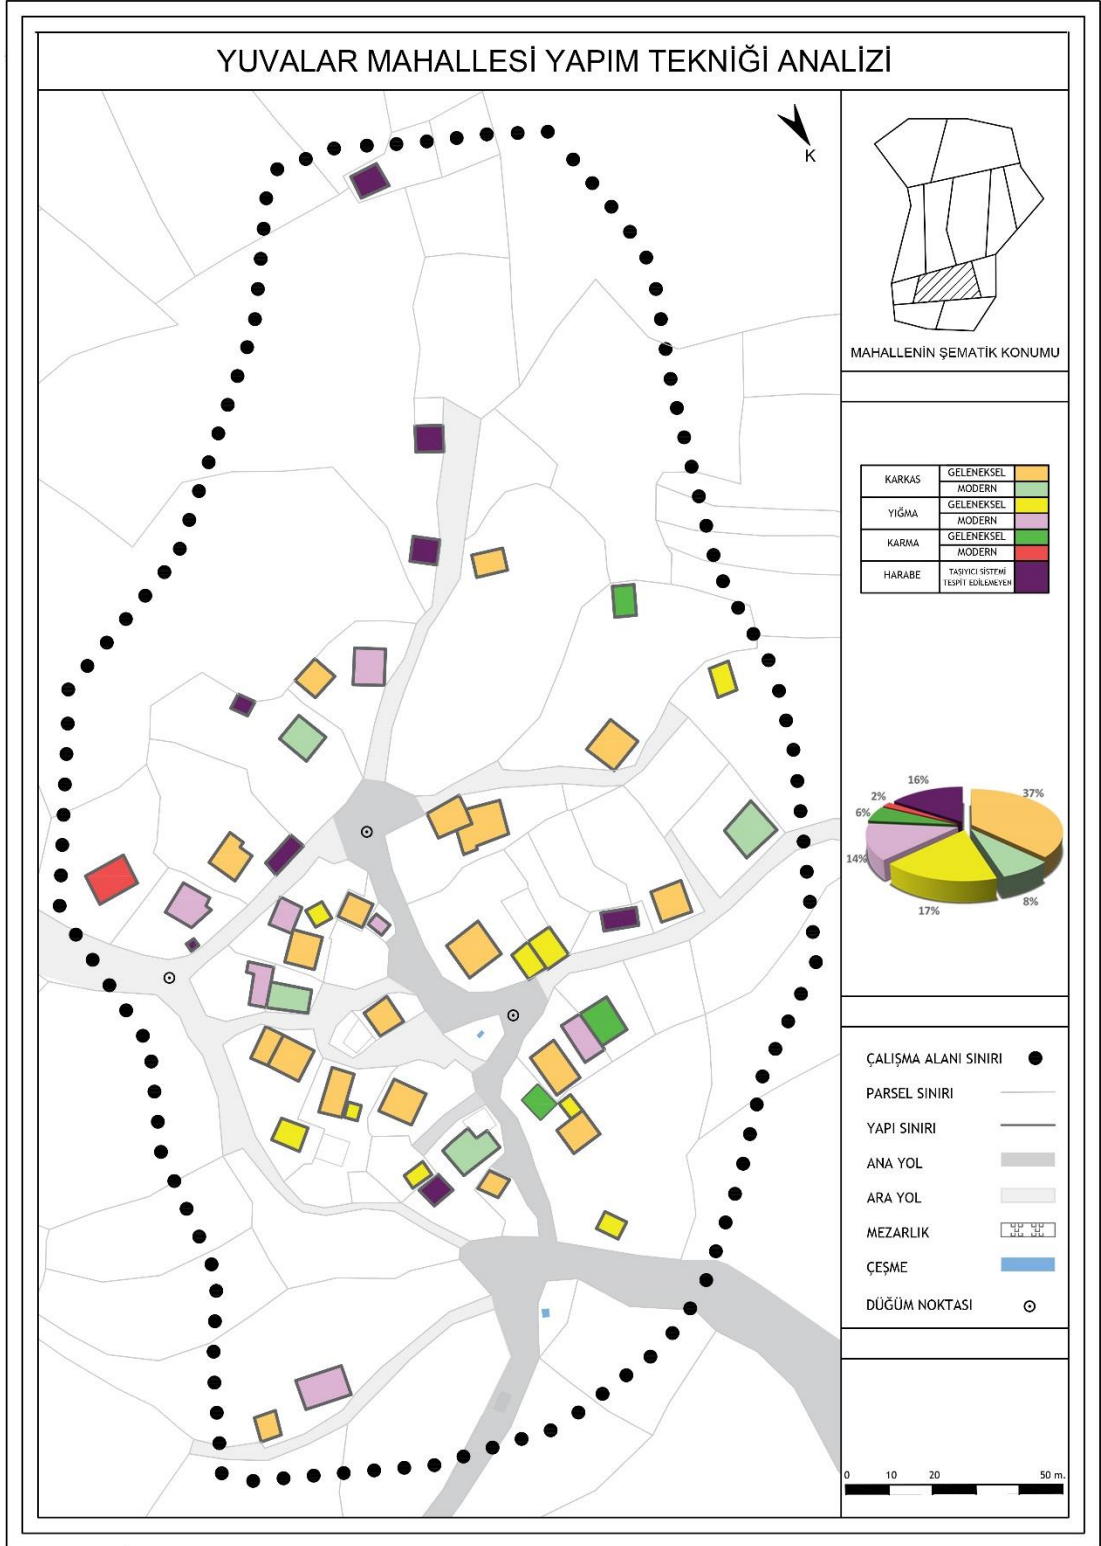 YUVALAR MAHALLESİ YAPIM TEKNİĞİ ANALİZİ
K
MAHALLENİN ŞEMATİK KONUMU
KARKAS
GELENEKSEL
MODERN
YIĞMA
GELENEKSEL
MODERN
KARMA
GELENEKSEL
MODERN
HARABE
TAŞIYICI SİSTEMİ
TESPİT EDİLEMEYEN
16%
37%
2%
6%
14%
17%
8%
ÇALIŞMA ALANI SINIRI
PARSEL SINIRI
YAPI SINIRI
ANA YOL
ARA YOL
MEZARLIK
ÇEŞME
DÜĞÜM NOKTASI
0 10 20 50 m.